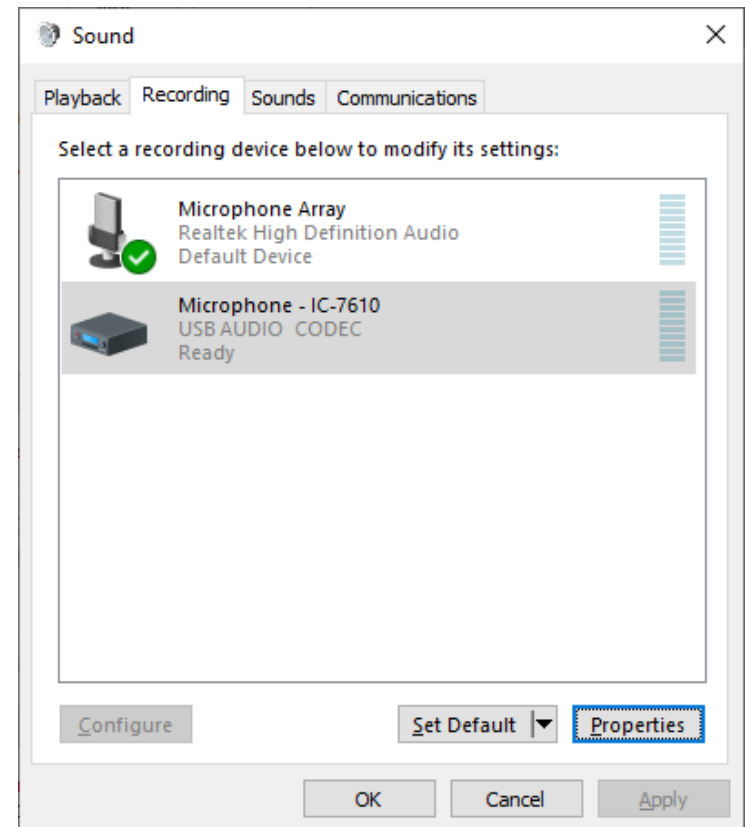 Sound
Playback Recording Sounds Communications
Select a recording device below to modify its settings:
Microphone Array
Realtek High Definition Audio
Default Device
Microphone - IC-7610
USB AUDIO  CODEC
Ready
Configure Set Default Properties
OK Cancel Apply